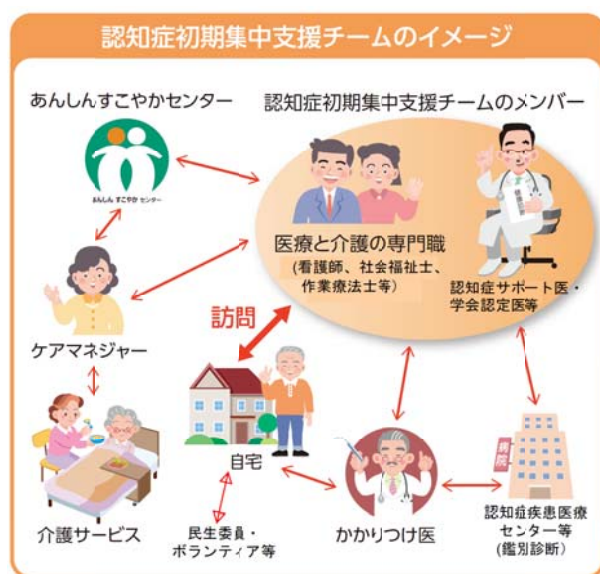 認知症初期集中支援チームのイメージ
あんしんすこやかセンター
認知症初期集中支援チームのメンバー
あんしん すこやか センター
医療と介護の専門職
(看護師、社会福祉士、
作業療法士等)
認知症サポート医・
学会認定医等
訪問
ケアマネジャー
自宅
病院
介護サービス
民生委員・
ボランティア等
かかりつけ医
認知症疾患医療
センター等
(鑑別診断)